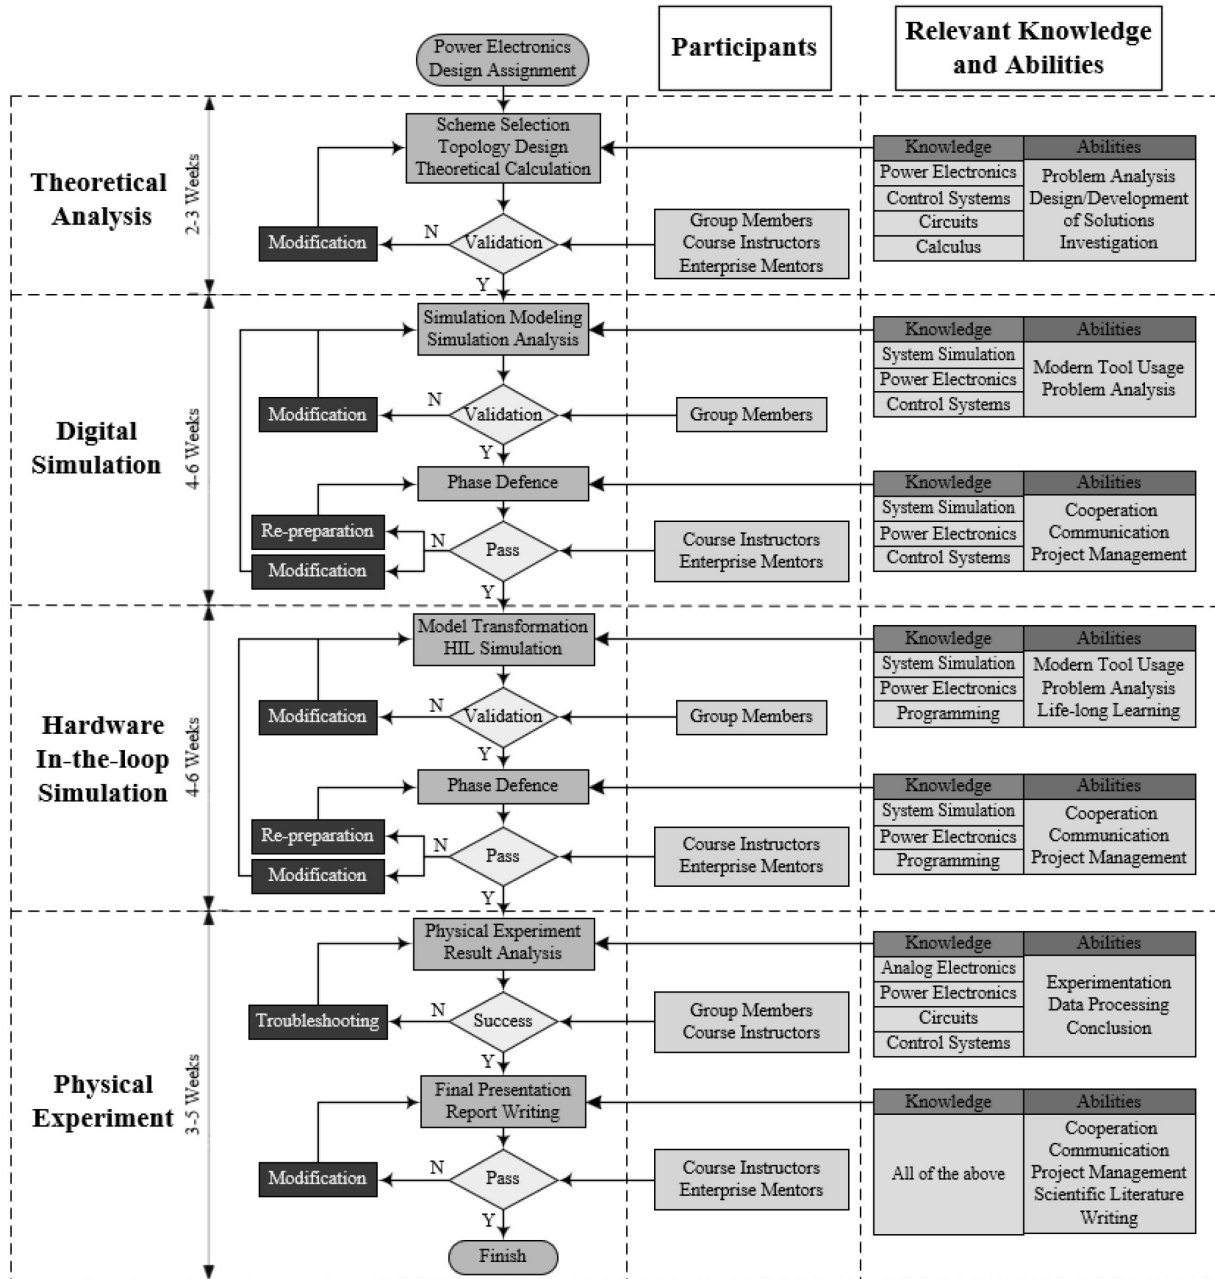 Power Electronics
Design Assignment
Participants
Relevant Knowledge
and Abilities
Theoretical
Analysis
2-3 Weeks
Scheme Selection
Topology Design
Theoretical Calculation
Modification
N
Validation
Y
Group Members
Course Instructors
Enterprise Mentors
Knowledge
Power Electronics
Control Systems
Circuits
Calculus
Abilities
Problem Analysis
Design/Development
of Solutions
Investigation
Digital
Simulation
4-6 Weeks
Simulation Modeling
Simulation Analysis
Modification
N
Validation
Y
Group Members
Knowledge
System Simulation
Power Electronics
Control Systems
Abilities
Modern Tool Usage
Problem Analysis
Phase Defence
Re-preparation
Modification
N
Pass
Y
Course Instructors
Enterprise Mentors
Knowledge
System Simulation
Power Electronics
Control Systems
Abilities
Cooperation
Communication
Project Management
Hardware
In-the-loop
Simulation
4-6 Weeks
Model Transformation
HIL Simulation
Modification
N
Validation
Y
Group Members
Knowledge
System Simulation
Power Electronics
Programming
Abilities
Modern Tool Usage
Problem Analysis
Life-long Learning
Phase Defence
Re-preparation
Modification
N
Pass
Y
Course Instructors
Enterprise Mentors
Knowledge
System Simulation
Power Electronics
Programming
Abilities
Cooperation
Communication
Project Management
Physical
Experiment
3-5 Weeks
Physical Experiment
Result Analysis
Troubleshooting
N
Success
Y
Group Members
Course Instructors
Knowledge
Analog Electronics
Power Electronics
Circuits
Control Systems
Abilities
Experimentation
Data Processing
Conclusion
Final Presentation
Report Writing
Modification
N
Pass
Y
Course Instructors
Enterprise Mentors
Knowledge
All of the above
Abilities
Cooperation
Communication
Project Management
Scientific Literature
Writing
Finish